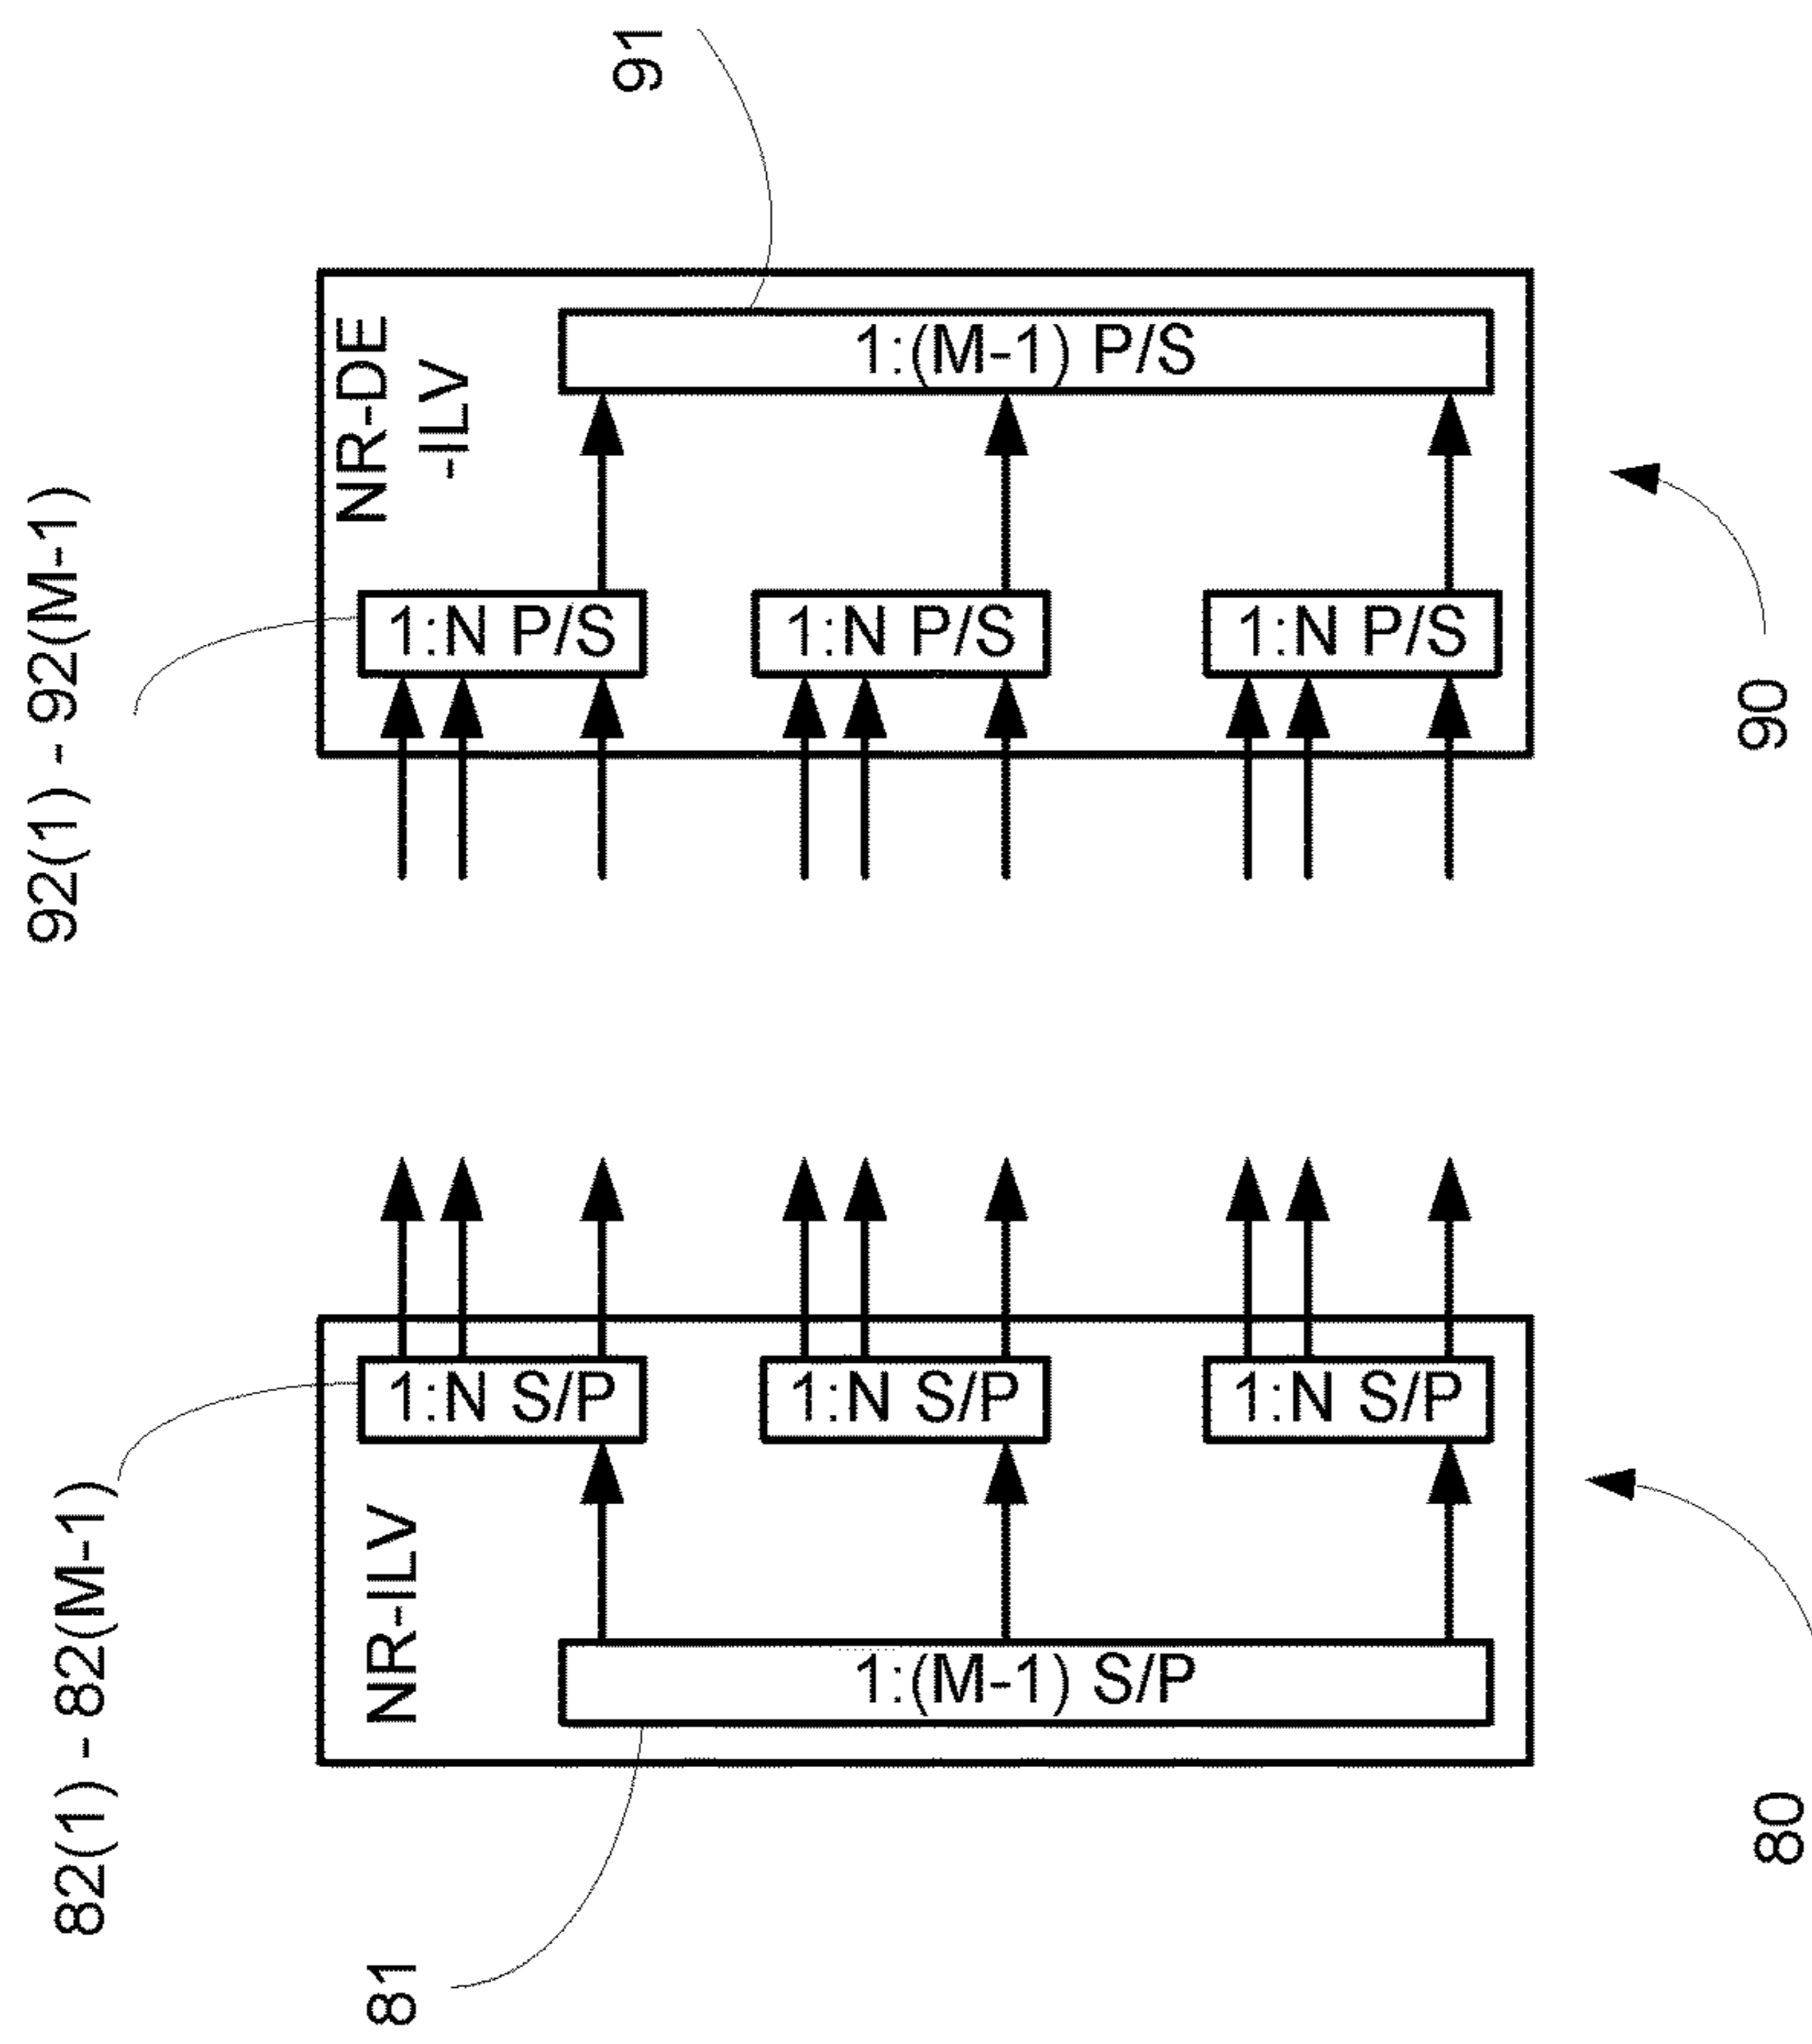 92(1) - 92(M-1)
91
NR-DE
-ILV
1:(M-1) P/S
1:N P/S
1:N P/S
1:N P/S
90
82(1) - 82(M-1)
NR-ILV
1:N S/P
1:N S/P
1:N S/P
1:(M-1) S/P
81
80